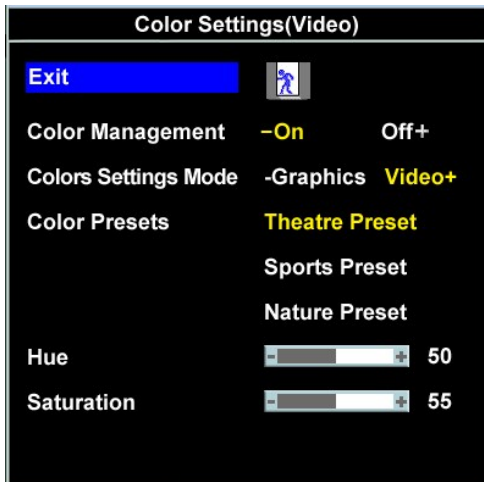 Color Settings(Video)
Exit
Color Management -On Off+
Colors Settings Mode -Graphics Video+
Color Presets Theatre Preset
Sports Preset
Nature Preset
Hue - + 50
Saturation - + 55